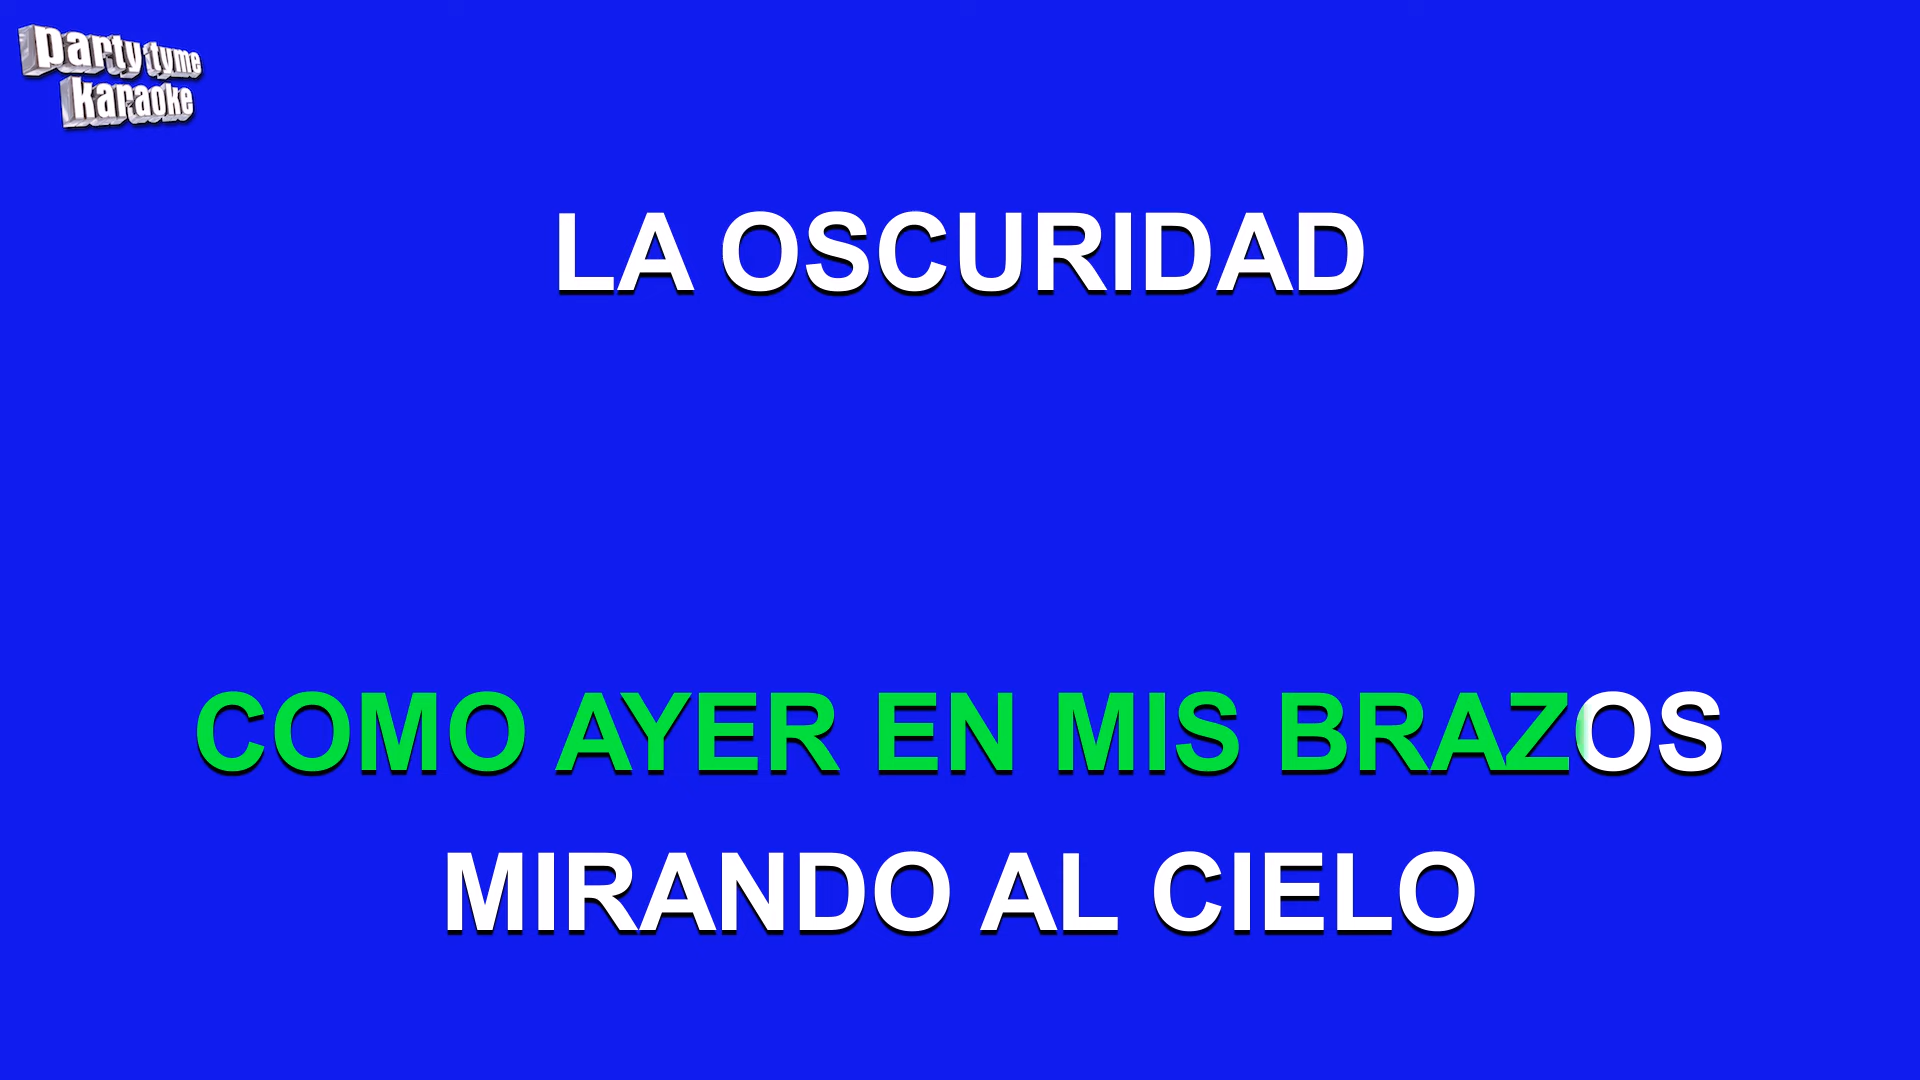 party tyme
karaoke
LA OSCURIDAD
COMO AYER EN MIS BRAZOS
MIRANDO AL CIELO